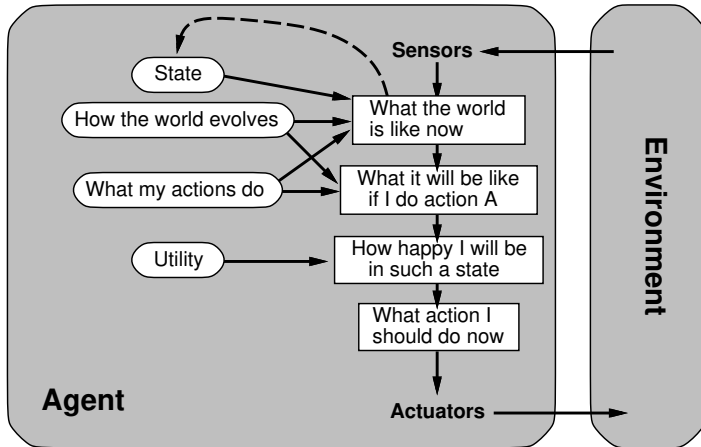 Sensors
State
What the world
is like now
How the world evolves
What my actions do
What it will be like
if I do action A
Utility
How happy I will be
in such a state
What action I
should do now
Agent
Actuators
Environment